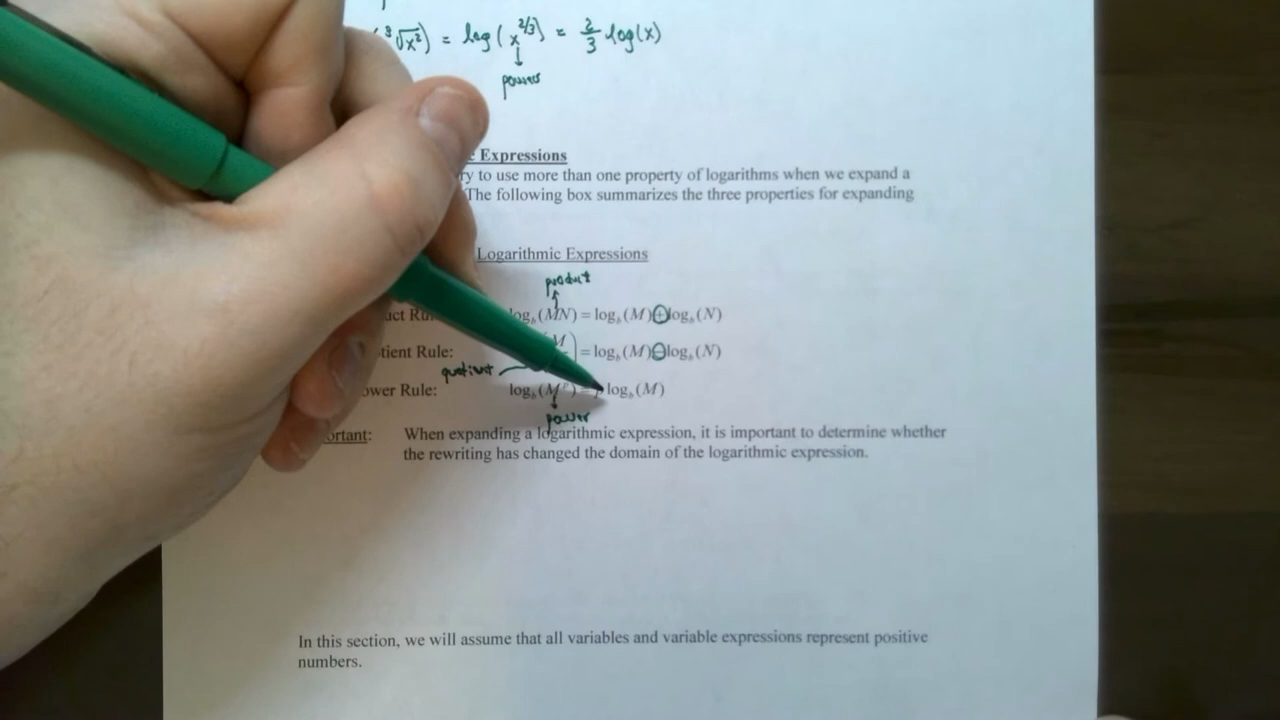 ³√x²) = log(x^2/3) = 2/3 log(x)
power
Expressions
to use more than one property of logarithms when we expand a
The following box summarizes the three properties for expanding
Logarithmic Expressions
product
log_b(MN) = log_b(M)+log_b(N)
Rule: = log_b(M)-log_b(N)
quotient
Rule: log_b(M^p) = log_b(M)
power
When expanding a logarithmic expression, it is important to determine whether
the rewriting has changed the domain of the logarithmic expression.
In this section, we will assume that all variables and variable expressions represent positive
numbers.